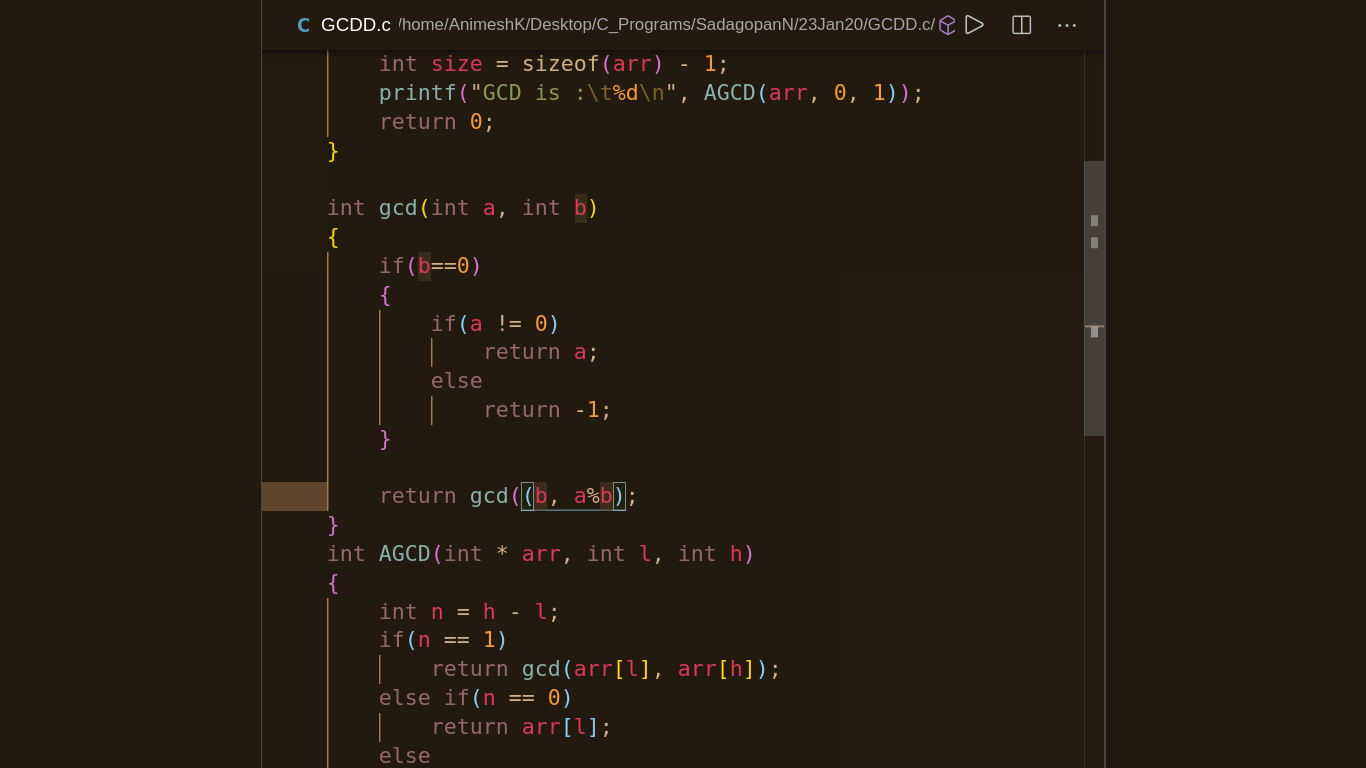 C GCDD.c /home/AnimeshK/Desktop/C_Programs/SadagopanN/23Jan20/GCDD.c/
    int size = sizeof(arr) - 1;
    printf("GCD is :\t%d\n", AGCD(arr, 0, 1));
    return 0;
}
int gcd(int a, int b)
{
    if(b==0)
    {
        if(a != 0)
            return a;
        else
            return -1;
    }
    return gcd((b, a%b);
}
int AGCD(int * arr, int l, int h)
{
    int n = h - l;
    if(n == 1)
        return gcd(arr[l], arr[h]);
    else if(n == 0)
        return arr[l];
    else